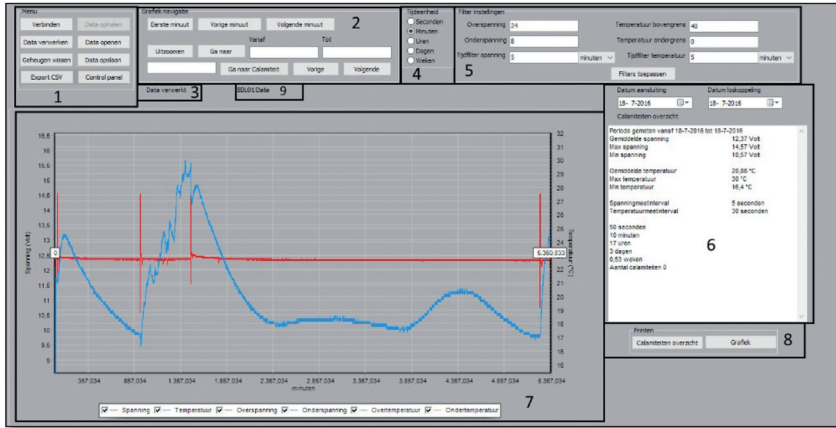 Menu
Verbinden Data ophalen
Data verwerken Data openen
Geheugen wissen Data opslaan
Export CSV Control panel
1
Grafiek navigatie
2
Eerste minuut Vorige minuut Volgende minuut
Vanaf Tot
Uitzoomen Ga naar
Ga naar Calamiteit Vorige Volgende
Data verwerkt 3
BDL01:Data 9
Tijdseenheid
Seconden
Minuten
Uren
Dagen
Weken
4
Filter instellingen
Overspanning 24 Temperatuur bovengrens 40
Onderspanning 8 Temperatuur ondergrens 0
Tijdfilter spanning 5 minuten Tijdfilter temperatuur 5 minuten
5
Filters toepassen
Datum aansluiting Datum loskoppeling
18- 7-2016 18- 7-2016
Calamiteiten overzicht
Periode gemeten vanaf 18-7-2016 tot 18-7-2016
Gemiddelde spanning 12,37 Volt
Max spanning 14,57 Volt
Min spanning 10,57 Volt
Gemiddelde temperatuur 20,06 °C
Max temperatuur 30 °C
Min temperatuur 16,4 °C
Spanningmeetinterval 5 seconden
Temperatuurmeetinterval 30 seconden
50 seconden
10 minuten
17 uren
3 dagen
0,53 weken
Aantal calamiteiten 0
6
Printen
Calamiteiten overzicht Grafiek
8
Spanning (Volt)
16,5
16
15,5
15
14,5
14
13,5
13
12,5
12
11,5
11
10,5
10
9,5
9
0
5.360,833
Temperatuur (°C)
32
31
30
29
28
27
26
25
24
23
22
21
20
19
18
17
16
15
367,034 867,034 1.367,034 1.867,034 2.367,034 2.867,034 3.367,034 3.867,034 4.367,034 4.867,034 5.367,034
minuten
Spanning Temperatuur Overspanning Onderspanning Overtemperatuur Ondertemperatuur
7